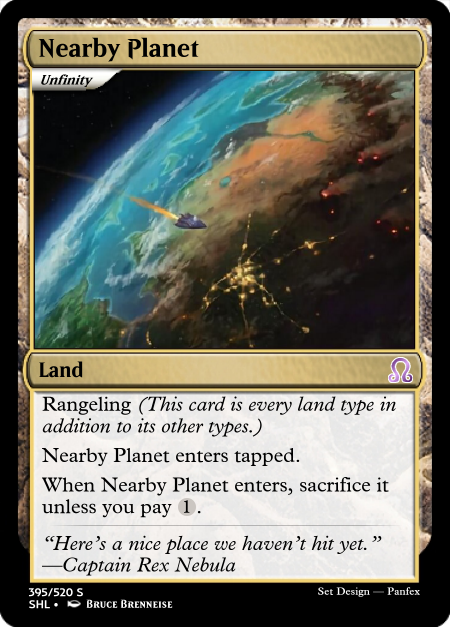 Nearby Planet
Unfinity
Land
Rangeling (This card is every land type in
addition to its other types.)
Nearby Planet enters tapped.
When Nearby Planet enters, sacrifice it
unless you pay 1.
“Here’s a nice place we haven’t hit yet.”
—Captain Rex Nebula
395/520 S
Set Design — Panfex
SHL • Bruce Brenneise